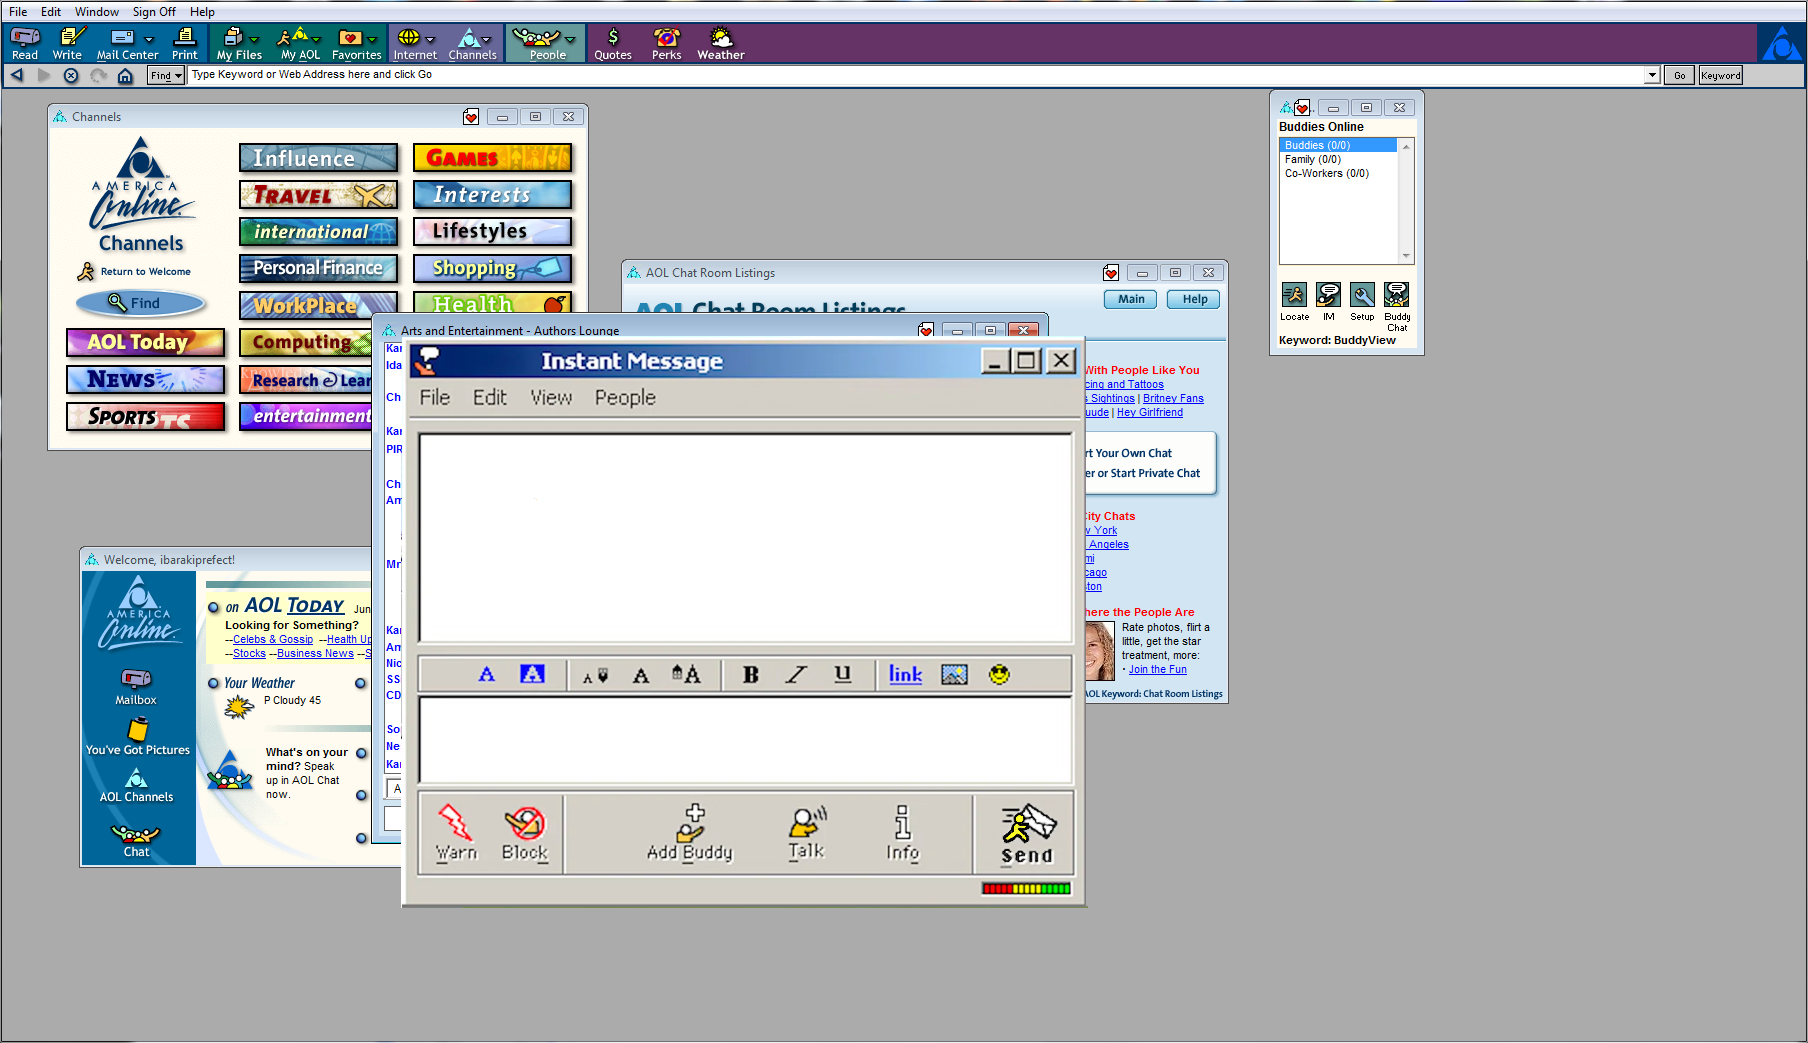 File Edit Window Sign Off Help
Read Write Mail Center Print My Files My AOL Favorites Internet Channels People Quotes Perks Weather
Find Type Keyword or Web Address here and click Go Go Keyword
Channels
AMERICA
Online
Channels
Return to Welcome
Find
AOL Today
NEWS
SPORTS
Influence
TRAVEL
international
Personal Finance
WorkPlace
Computing
Research & Lear
entertainment
GAMES
Interests
Lifestyles
Shopping
Health
Buddies Online
Buddies (0/0)
Family (0/0)
Co-Workers (0/0)
Locate IM Setup Buddy
Chat
Keyword: BuddyView
AOL Chat Room Listings
AOL Chat Room Listings
Main Help
With People Like You
cing and Tattoos
s Sightings | Britney Fans
uude | Hey Girlfriend
rt Your Own Chat
er or Start Private Chat
City Chats
w York
Angeles
mi
cago
ston
here the People Are
Rate photos, flirt a
little, get the star
treatment, more:
· Join the Fun
AOL Keyword: Chat Room Listings
Arts and Entertainment - Authors Lounge
Kar
Ida
Ch
Kar
PIR
Ch
Am
Mr
Kar
Am
Nic
SS
CD
So
Ne
Kar
A
Instant Message
File Edit View People
A A A A A B I U link
Warn Block Add Buddy Talk Info Send
Welcome, ibarakiprefect!
AMERICA
Online
Mailbox
You've Got Pictures
AOL Channels
Chat
on AOL TODAY Jun
Looking for Something?
--Celebs & Gossip --Health Up
--Stocks --Business News --S
Your Weather
P Cloudy 45
What's on your
mind? Speak
up in AOL Chat
now.